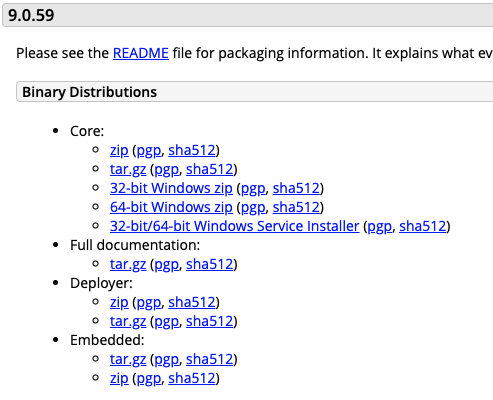 9.0.59
Please see the README file for packaging information. It explains what ev
Binary Distributions
• Core:
○ zip (pgp, sha512)
○ tar.gz (pgp, sha512)
○ 32-bit Windows zip (pgp, sha512)
○ 64-bit Windows zip (pgp, sha512)
○ 32-bit/64-bit Windows Service Installer (pgp, sha512)
• Full documentation:
○ tar.gz (pgp, sha512)
• Deployer:
○ zip (pgp, sha512)
○ tar.gz (pgp, sha512)
• Embedded:
○ tar.gz (pgp, sha512)
○ zip (pgp, sha512)